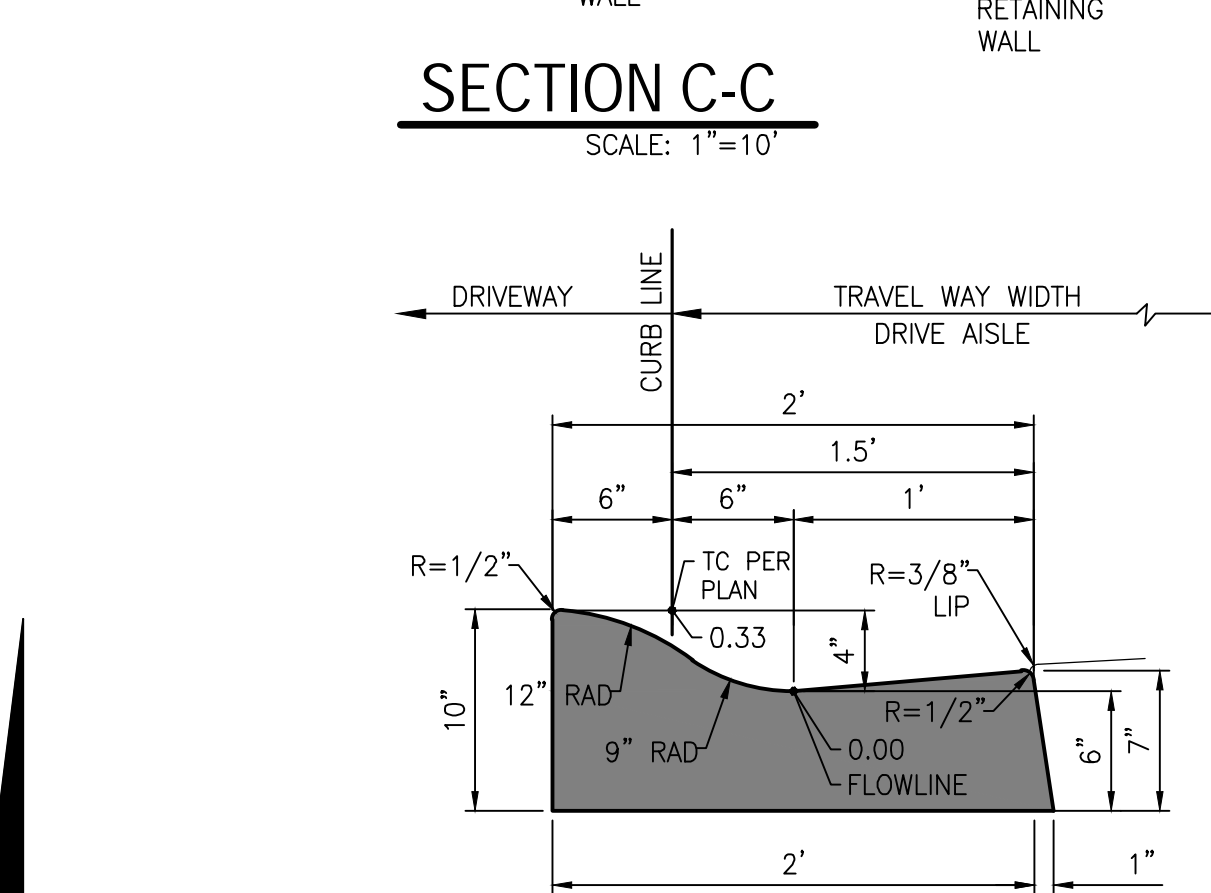 WALL
RETAINING
WALL
SECTION C-C
SCALE: 1"=10'
DRIVEWAY
CURB LINE
TRAVEL WAY WIDTH
DRIVE AISLE
2'
1.5'
6"
6"
1'
R=1/2"
TC PER
PLAN
R=3/8"
LIP
0.33
4"
10"
12" RAD
R=1/2"
9" RAD
0.00
6"
7"
FLOWLINE
2'
1"